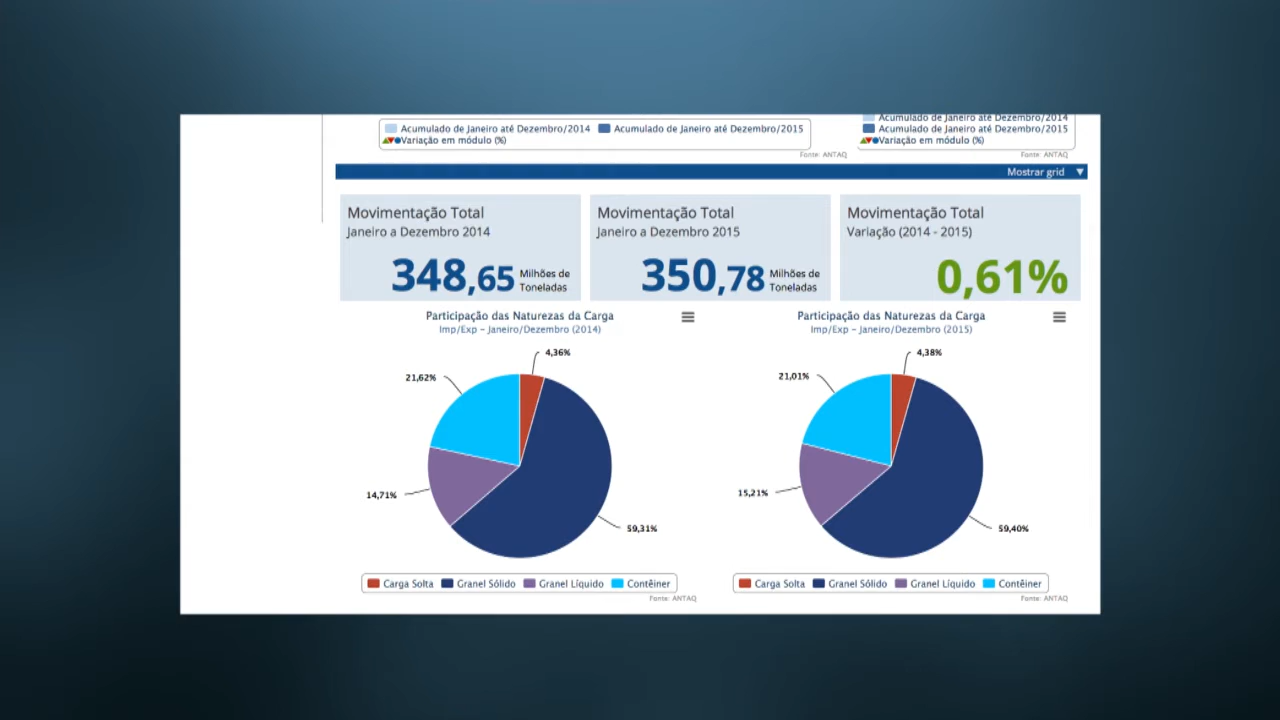 Acumulado de Janeiro até Dezembro/2014 Acumulado de Janeiro até Dezembro/2015
Variação em módulo (%)
Fonte: ANTAQ
Acumulado de Janeiro até Dezembro/2014
Acumulado de Janeiro até Dezembro/2015
Variação em módulo (%)
Fonte: ANTAQ
Mostrar grid
Movimentação Total
Janeiro a Dezembro 2014
348,65 Milhões de
Toneladas
Movimentação Total
Janeiro a Dezembro 2015
350,78 Milhões de
Toneladas
Movimentação Total
Variação (2014 - 2015)
0,61%
Participação das Naturezas da Carga
Imp/Exp - Janeiro/Dezembro (2014)
4,36%
21,62%
14,71%
59,31%
Carga Solta Granel Sólido Granel Líquido Contêiner
Fonte: ANTAQ
Participação das Naturezas da Carga
Imp/Exp - Janeiro/Dezembro (2015)
4,38%
21,01%
15,21%
59,40%
Carga Solta Granel Sólido Granel Líquido Contêiner
Fonte: ANTAQ